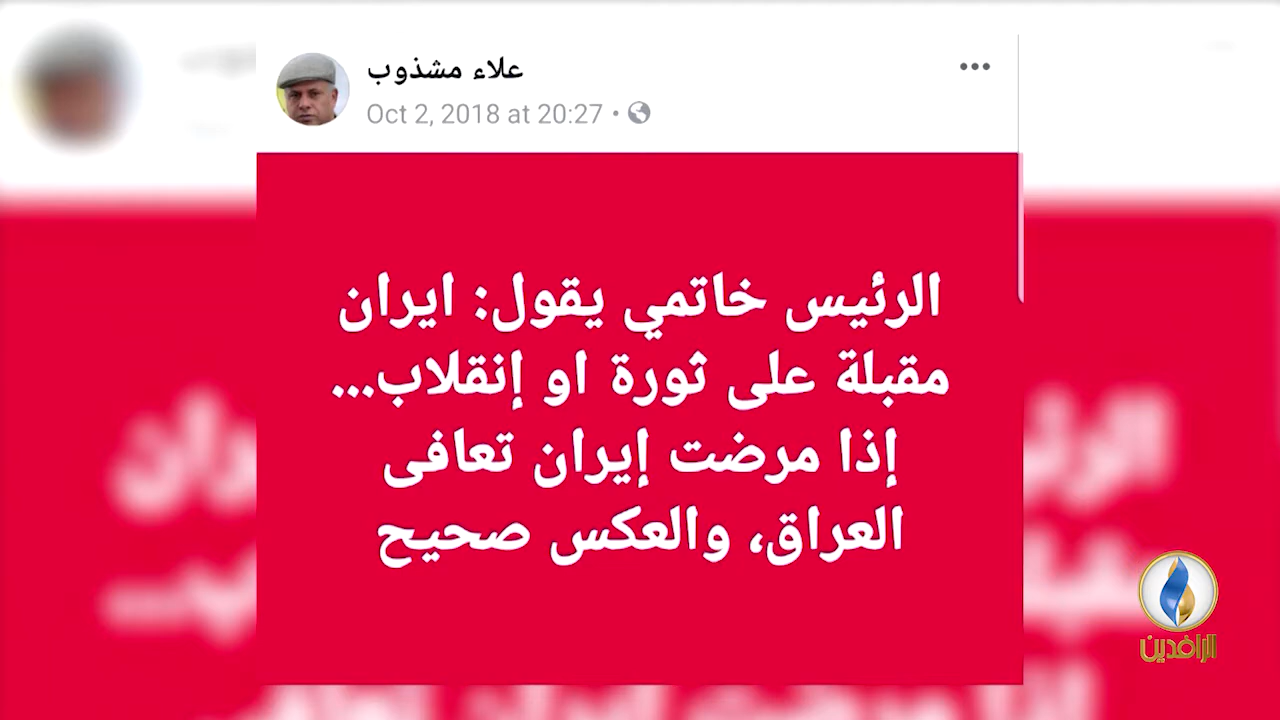 علاء مشذوب
Oct 2, 2018 at 20:27
الرئيس خاتمي يقول: ايران
مقبلة على ثورة او إنقلاب...
إذا مرضت إيران تعافى
العراق، والعكس صحيح
الرافدين